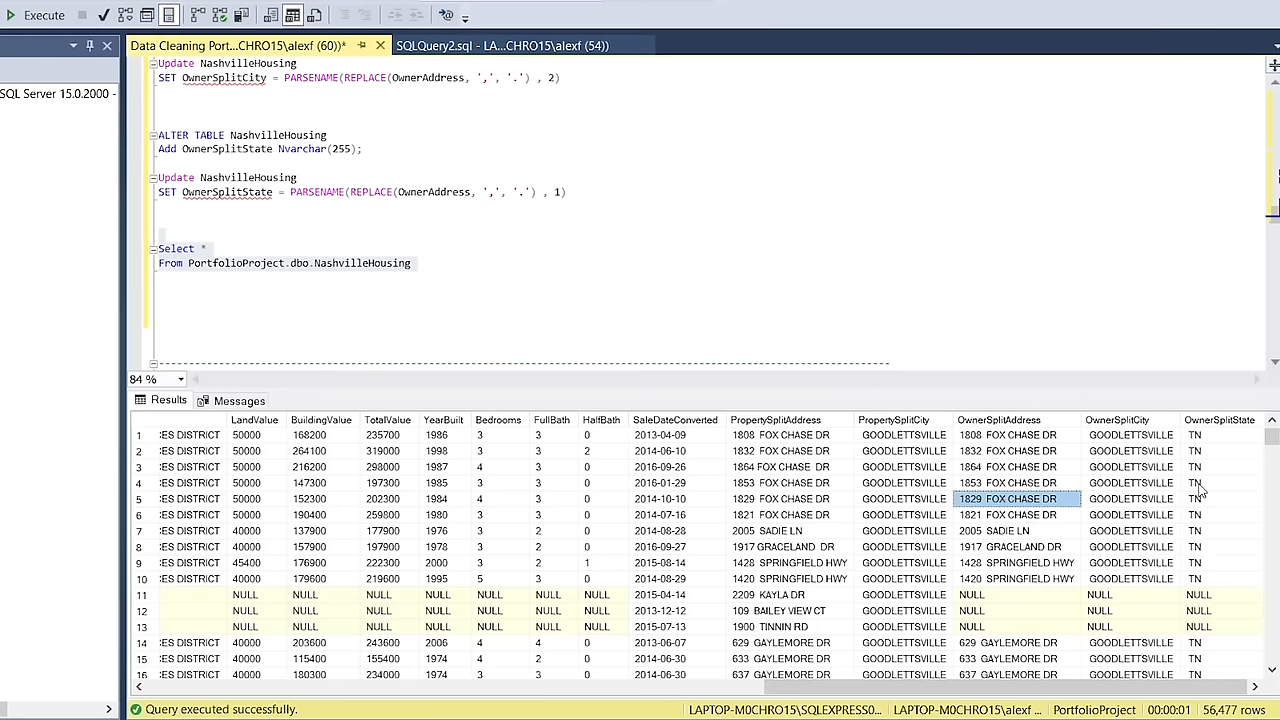 Execute
Data Cleaning Port...CHRO15\alexf (60))*
SQLQuery2.sql - LA...CHRO15\alexf (54))
SQL Server 15.0.2000 -
Update NashvilleHousing
SET OwnerSplitCity = PARSENAME(REPLACE(OwnerAddress, ',', '.') , 2)
ALTER TABLE NashvilleHousing
Add OwnerSplitState Nvarchar(255);
Update NashvilleHousing
SET OwnerSplitState = PARSENAME(REPLACE(OwnerAddress, ',', '.') , 1)
Select *
From PortfolioProject.dbo.NashvilleHousing
84 %
Results Messages
LandValue BuildingValue TotalValue YearBuilt Bedrooms FullBath HalfBath SaleDateConverted PropertySplitAddress PropertySplitCity OwnerSplitAddress OwnerSplitCity OwnerSplitState
1 CES DISTRICT 50000 168200 235700 1986 3 3 0 2013-04-09 1808 FOX CHASE DR GOODLETTSVILLE 1808 FOX CHASE DR GOODLETTSVILLE TN
2 CES DISTRICT 50000 264100 319000 1998 3 3 2 2014-06-10 1832 FOX CHASE DR GOODLETTSVILLE 1832 FOX CHASE DR GOODLETTSVILLE TN
3 CES DISTRICT 50000 216200 298000 1987 4 3 0 2016-09-26 1864 FOX CHASE DR GOODLETTSVILLE 1864 FOX CHASE DR GOODLETTSVILLE TN
4 CES DISTRICT 50000 147300 197300 1985 3 3 0 2016-01-29 1853 FOX CHASE DR GOODLETTSVILLE 1853 FOX CHASE DR GOODLETTSVILLE TN
5 CES DISTRICT 50000 152300 202300 1984 4 3 0 2014-10-10 1829 FOX CHASE DR GOODLETTSVILLE 1829 FOX CHASE DR GOODLETTSVILLE TN
6 CES DISTRICT 50000 190400 259800 1980 3 3 0 2014-07-16 1821 FOX CHASE DR GOODLETTSVILLE 1821 FOX CHASE DR GOODLETTSVILLE TN
7 CES DISTRICT 40000 137900 177900 1976 3 2 0 2014-08-28 2005 SADIE LN GOODLETTSVILLE 2005 SADIE LN GOODLETTSVILLE TN
8 CES DISTRICT 40000 157900 197900 1978 3 2 0 2016-09-27 1917 GRACELAND DR GOODLETTSVILLE 1917 GRACELAND DR GOODLETTSVILLE TN
9 CES DISTRICT 45400 176900 222300 2000 3 2 1 2015-08-14 1428 SPRINGFIELD HWY GOODLETTSVILLE 1428 SPRINGFIELD HWY GOODLETTSVILLE TN
10 CES DISTRICT 40000 179600 219600 1995 5 3 0 2014-08-29 1420 SPRINGFIELD HWY GOODLETTSVILLE 1420 SPRINGFIELD HWY GOODLETTSVILLE TN
11 NULL NULL NULL NULL NULL NULL NULL 2015-04-14 2209 KAYLA DR GOODLETTSVILLE NULL NULL NULL
12 NULL NULL NULL NULL NULL NULL NULL 2013-12-12 109 BAILEY VIEW CT GOODLETTSVILLE NULL NULL NULL
13 NULL NULL NULL NULL NULL NULL NULL 2015-07-13 1900 TINNIN RD GOODLETTSVILLE NULL NULL NULL
14 CES DISTRICT 40000 203600 243600 2006 4 4 0 2013-06-07 629 GAYLEMORE DR GOODLETTSVILLE 629 GAYLEMORE DR GOODLETTSVILLE TN
15 CES DISTRICT 40000 115400 155400 1974 4 2 0 2014-06-30 633 GAYLEMORE DR GOODLETTSVILLE 633 GAYLEMORE DR GOODLETTSVILLE TN
16 CES DISTRICT 40000 180300 234000 1974 3 3 0 2014-06-30 637 GAYLEMORE DR GOODLETTSVILLE 637 GAYLEMORE DR GOODLETTSVILLE TN
Query executed successfully. LAPTOP-M0CHRO15\SQLEXPRESS0... LAPTOP-M0CHRO15\alexf ... PortfolioProject 00:00:01 56,477 rows